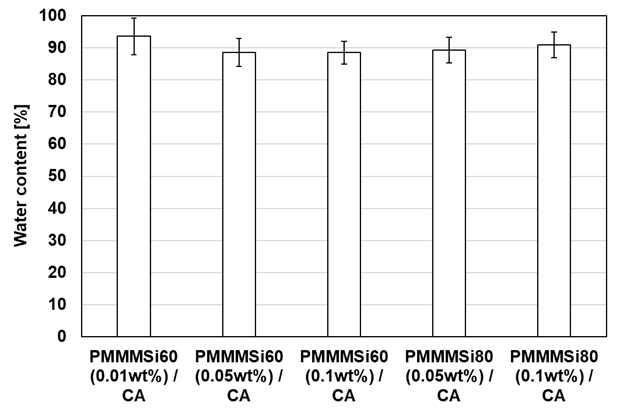 100
90
80
70
60
50
40
30
20
10
0
Water content [%]
PMMMSi60
(0.01wt%) /
CA
PMMMSi60
(0.05wt%) /
CA
PMMMSi60
(0.1wt%) /
CA
PMMMSi80
(0.05wt%) /
CA
PMMMSi80
(0.1wt%) /
CA